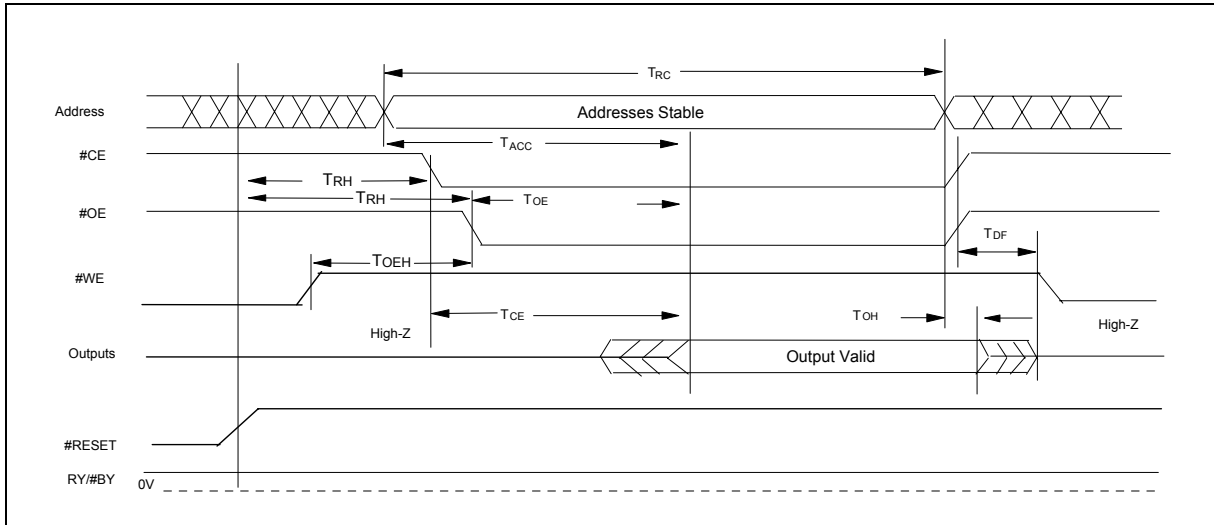 TRC
Address
Addresses Stable
TACC
#CE
TRH
TRH
TOE
#OE
TDF
TOEH
#WE
TCE
TOH
High-Z
High-Z
Outputs
Output Valid
#RESET
RY/#BY
0V